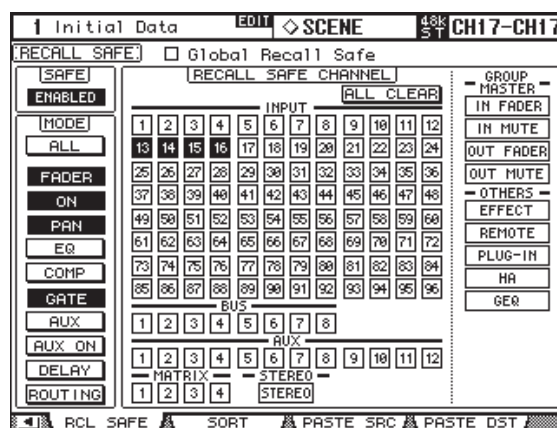 1 Initial Data EDIT ◇SCENE 48K ST CH17-CH17
RECALL SAFE □ Global Recall Safe
SAFE
ENABLED
MODE
ALL
FADER
ON
PAN
EQ
COMP
GATE
AUX
AUX ON
DELAY
ROUTING
RECALL SAFE CHANNEL
ALL CLEAR
INPUT
1 2 3 4 5 6 7 8 9 10 11 12
13 14 15 16 17 18 19 20 21 22 23 24
25 26 27 28 29 30 31 32 33 34 35 36
37 38 39 40 41 42 43 44 45 46 47 48
49 50 51 52 53 54 55 56 57 58 59 60
61 62 63 64 65 66 67 68 69 70 71 72
73 74 75 76 77 78 79 80 81 82 83 84
85 86 87 88 89 90 91 92 93 94 95 96
BUS
1 2 3 4 5 6 7 8
AUX
1 2 3 4 5 6 7 8 9 10 11 12
MATRIX STEREO
1 2 3 4 STEREO
GROUP
MASTER
IN FADER
IN MUTE
OUT FADER
OUT MUTE
OTHERS
EFFECT
REMOTE
PLUG-IN
HA
GEQ
RCL SAFE SORT PASTE SRC PASTE DST